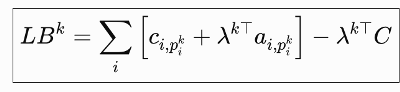 $LB^k = \sum_i \left[ c_{i,p_i^k} + \lambda^{k\top} a_{i,p_i^k} \right] - \lambda^{k\top} C$